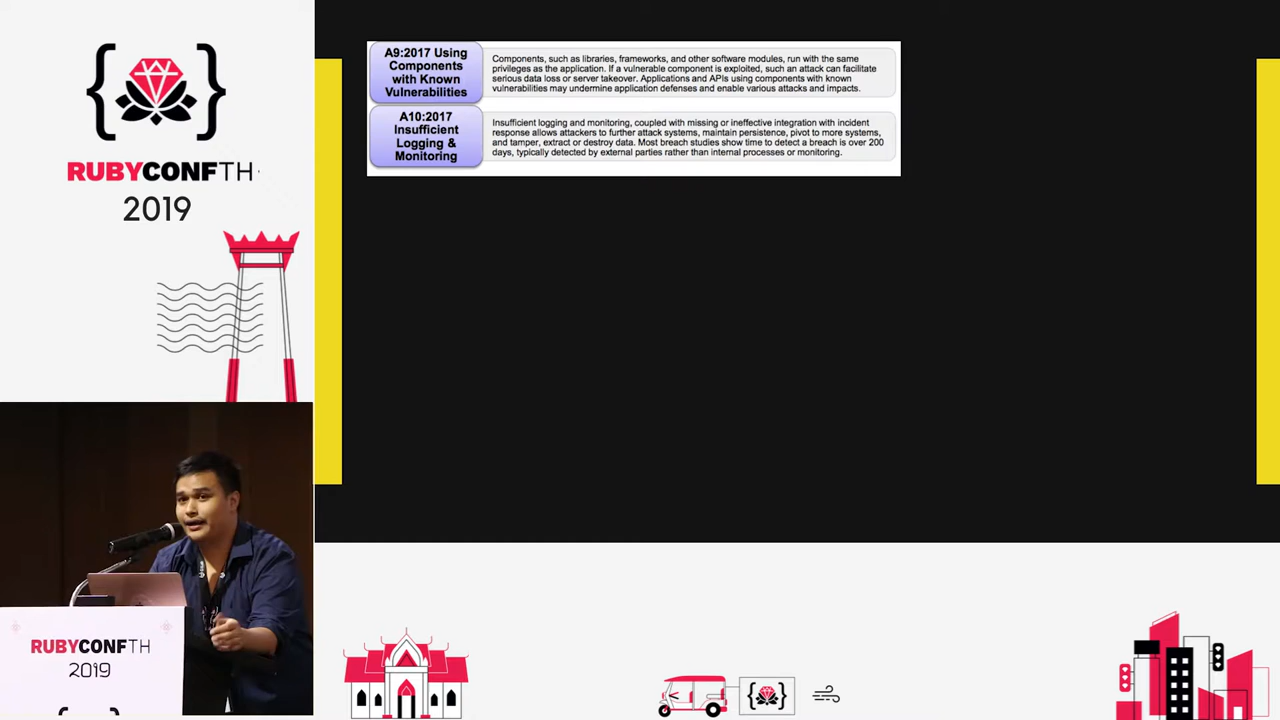 RUBYCONFTH
2019
A9:2017 Using
Components
with Known
Vulnerabilities
Components, such as libraries, frameworks, and other software modules, run with the same
privileges as the application. If a vulnerable component is exploited, such an attack can facilitate
serious data loss or server takeover. Applications and APIs using components with known
vulnerabilities may undermine application defenses and enable various attacks and impacts.
A10:2017
Insufficient
Logging &
Monitoring
Insufficient logging and monitoring, coupled with missing or ineffective integration with incident
response allows attackers to further attack systems, maintain persistence, pivot to more systems,
and tamper, extract or destroy data. Most breach studies show time to detect a breach is over 200
days, typically detected by external parties rather than internal processes or monitoring.
RUBYCONFTH
2019